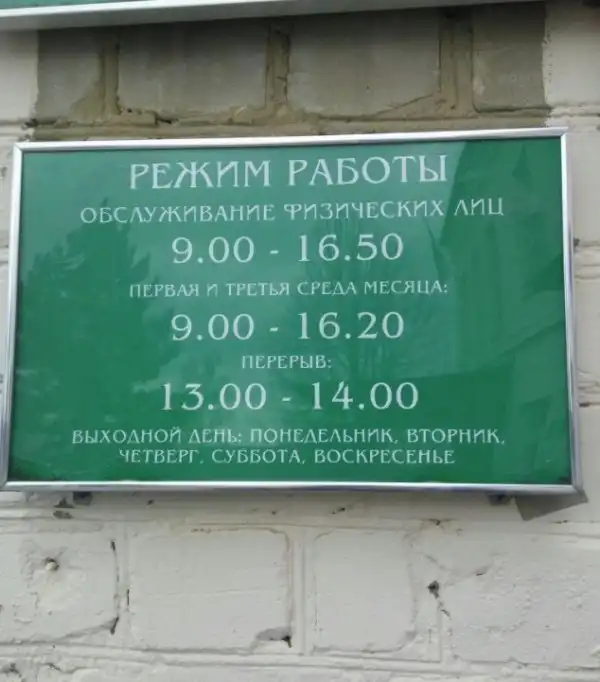 РЕЖИМ РАБОТЫ
ОБСЛУЖИВАНИЕ ФИЗИЧЕСКИХ ЛИЦ
9.00 - 16.50
ПЕРВАЯ И ТРЕТЬЯ СРЕДА МЕСЯЦА:
9.00 - 16.20
ПЕРЕРЫВ:
13.00 - 14.00
ВЫХОДНОЙ ДЕНЬ: ПОНЕДЕЛЬНИК, ВТОРНИК,
ЧЕТВЕРГ, СУББОТА, ВОСКРЕСЕНЬЕ